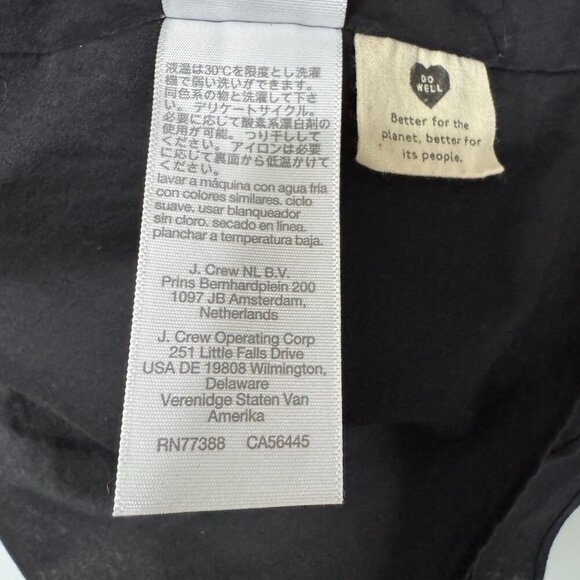 液温は30℃を限度とし洗濯
機で弱い洗いができます。
同色系の物と洗濯して下さ
い。デリケートサイクル。
必要に応じて酸素系漂白剤の
使用が可能。つり干しして
ください。アイロンは必要
に応じて裏面から低温かけて
ください。
lavar a máquina con agua fría
con colores similares. ciclo
suave. usar blanqueador
sin cloro. secado en línea.
planchar a temperatura baja.
J. Crew NL B.V.
Prins Bernhardplein 200
1097 JB Amsterdam,
Netherlands
J. Crew Operating Corp
251 Little Falls Drive
USA DE 19808 Wilmington,
Delaware
Verenidge Staten Van
Amerika
RN77388 CA56445
DO
WELL
Better for the
planet, better for
its people.